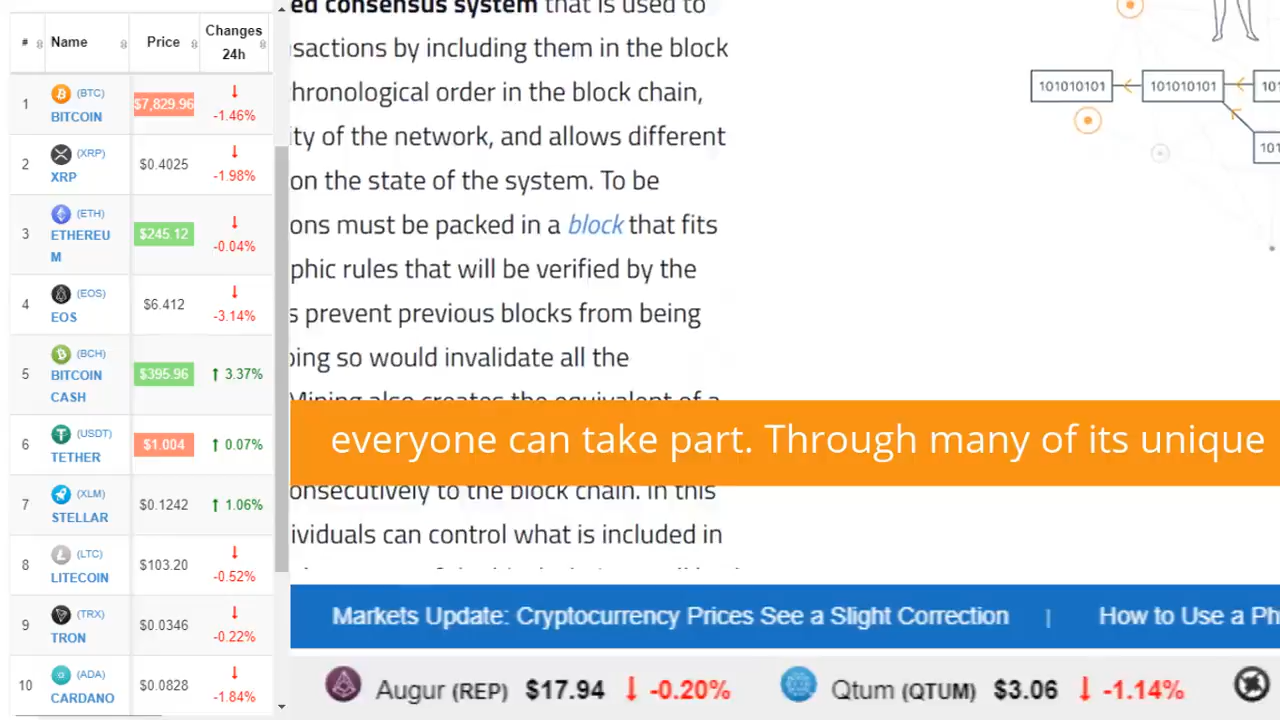 # Name Price Changes 24h
1 (BTC) BITCOIN $7,829.96 ↓ -1.46%
2 (XRP) XRP $0.4025 ↓ -1.98%
3 (ETH) ETHEREU M $245.12 ↓ -0.04%
4 (EOS) EOS $6.412 ↓ -3.14%
5 (BCH) BITCOIN CASH $395.96 ↑ 3.37%
6 (USDT) TETHER $1.004 ↑ 0.07%
7 (XLM) STELLAR $0.1242 ↑ 1.06%
8 (LTC) LITECOIN $103.20 ↓ -0.52%
9 (TRX) TRON $0.0346 ↓ -0.22%
10 (ADA) CARDANO $0.0828 ↓ -1.84%
ed consensus system that is used to
nsactions by including them in the block
hronological order in the block chain,
ity of the network, and allows different
on the state of the system. To be
ons must be packed in a block that fits
phic rules that will be verified by the
s prevent previous blocks from being
oing so would invalidate all the
Mining also creates the equivalent of a
everyone can take part. Through many of its unique
onsecutively to the block chain. In this
ividuals can control what is included in
101010101 101010101 10
101
Markets Update: Cryptocurrency Prices See a Slight Correction | How to Use a Ph
Augur (REP) $17.94 ↓ -0.20% Qtum (QTUM) $3.06 ↓ -1.14%